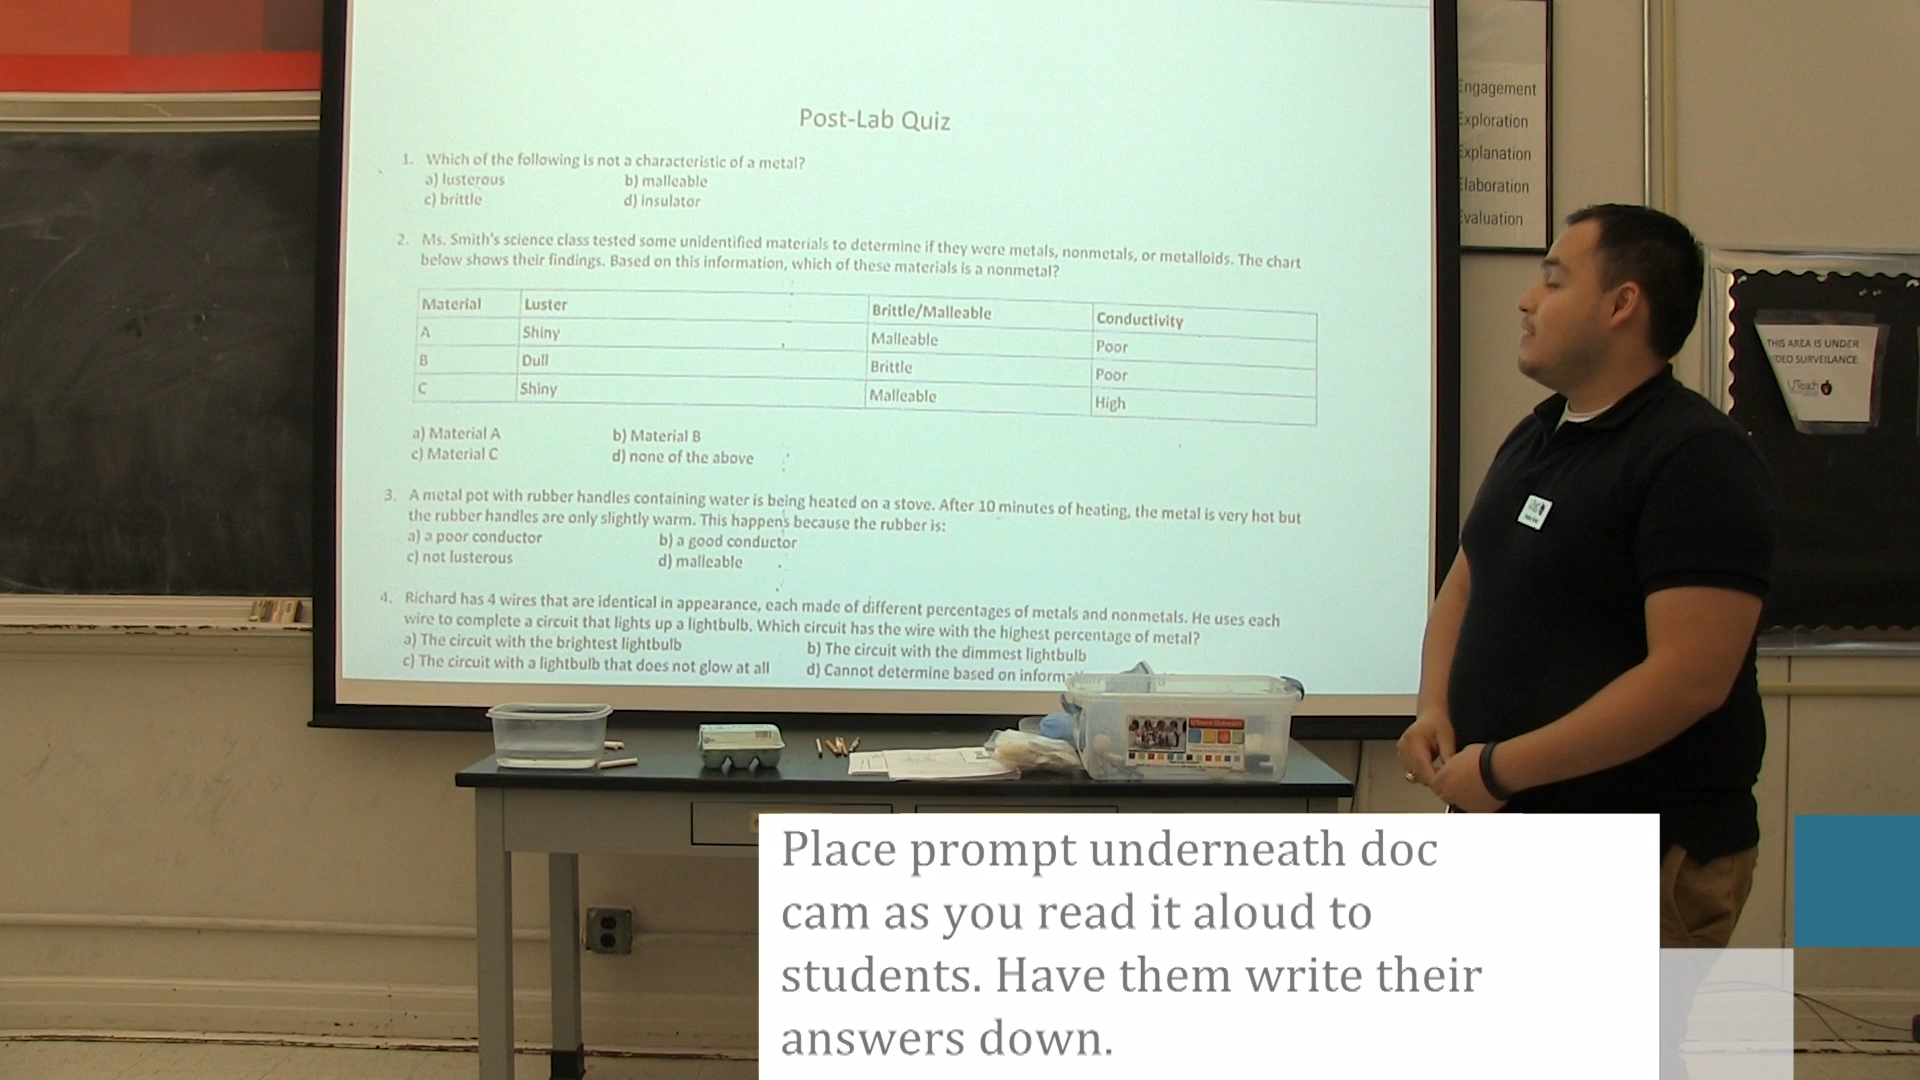 Post-Lab Quiz
1. Which of the following is not a characteristic of a metal?
a) lusterous b) malleable
c) brittle d) insulator
2. Ms. Smith's science class tested some unidentified materials to determine if they were metals, nonmetals, or metalloids. The chart
below shows their findings. Based on this information, which of these materials is a nonmetal?
Material Luster Brittle/Malleable Conductivity
A Shiny Malleable Poor
B Dull Brittle Poor
C Shiny Malleable High
a) Material A b) Material B
c) Material C d) none of the above
3. A metal pot with rubber handles containing water is being heated on a stove. After 10 minutes of heating, the metal is very hot but
the rubber handles are only slightly warm. This happens because the rubber is:
a) a poor conductor b) a good conductor
c) not lusterous d) malleable
4. Richard has 4 wires that are identical in appearance, each made of different percentages of metals and nonmetals. He uses each
wire to complete a circuit that lights up a lightbulb. Which circuit has the wire with the highest percentage of metal?
a) The circuit with the brightest lightbulb b) The circuit with the dimmest lightbulb
c) The circuit with a lightbulb that does not glow at all d) Cannot determine based on
Engagement
Exploration
Explanation
Elaboration
Evaluation
THIS AREA IS UNDER
VIDEO SURVEILANCE
UTeach
UTeach Outreach
Place prompt underneath doc
cam as you read it aloud to
students. Have them write their
answers down.